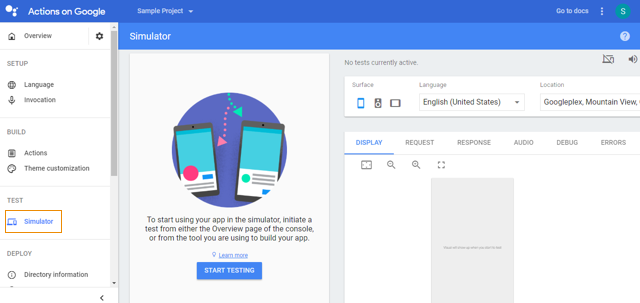 Actions on Google
Sample Project
Go to docs
S
Overview
Simulator
?
SETUP
Language
Invocation
BUILD
Actions
Theme customization
TEST
Simulator
DEPLOY
Directory information
To start using your app in the simulator, initiate a
test from either the Overview page of the console,
or from the tool you are using to build your app.
Learn more
START TESTING
No tests currently active.
Surface
Language
Location
English (United States)
Googleplex, Mountain View,
DISPLAY
REQUEST
RESPONSE
AUDIO
DEBUG
ERRORS